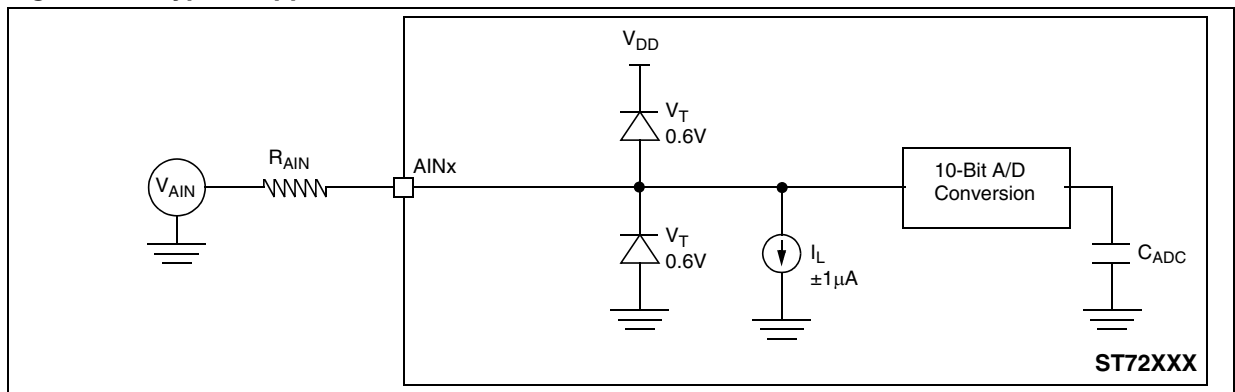 V_DD
V_T
0.6V
R_AIN
AINx
V_AIN
10-Bit A/D
Conversion
V_T
0.6V
I_L
±1μA
C_ADC
ST72XXX